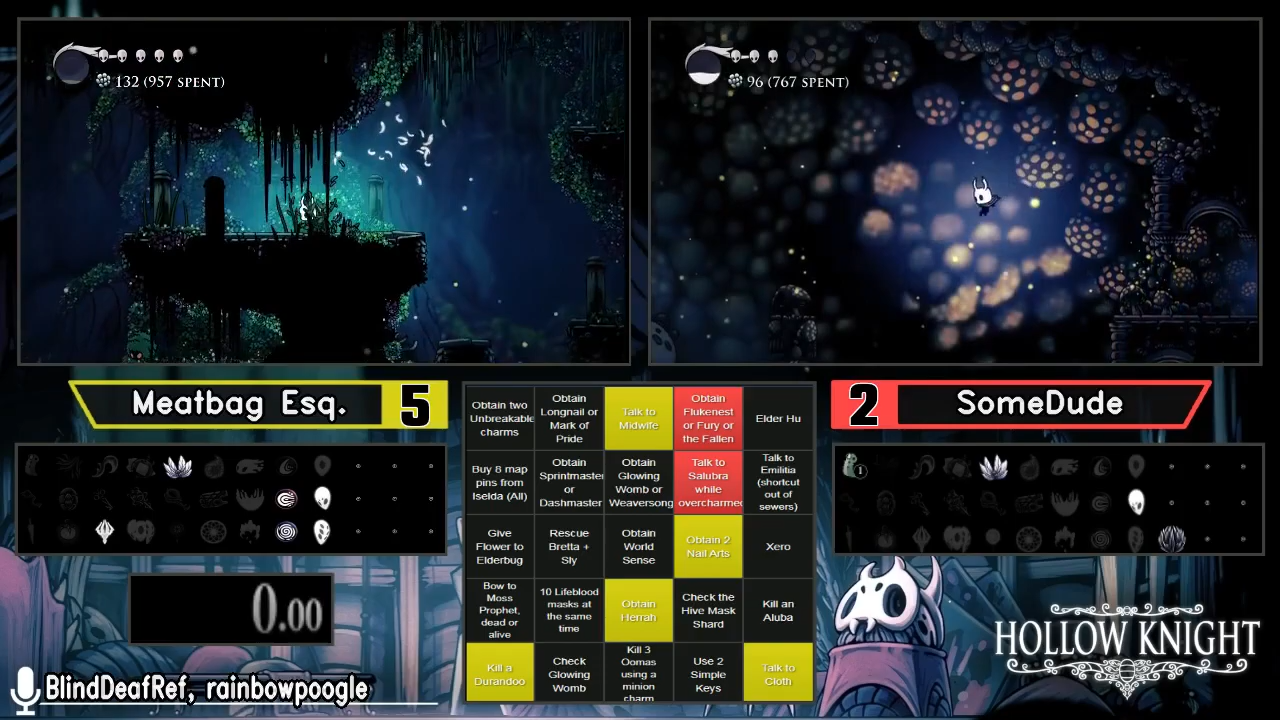 132 (957 SPENT)
96 (767 SPENT)
Meatbag Esq.
5
2
SomeDude
Obtain two
Unbreakable
charms
Obtain
Longnail or
Mark of
Pride
Talk to
Midwife
Obtain
Flukenest
or Fury or
the Fallen
Elder Hu
Buy 8 map
pins from
Iselda (All)
Obtain
Sprintmaster
or
Dashmaster
Obtain
Glowing
Womb or
Weaversong
Talk to
Salubra
while
overcharmed
Talk to
Emilitia
(shortcut
out of
sewers)
Give
Flower to
Elderbug
Rescue
Bretta +
Sly
Obtain
World
Sense
Obtain 2
Nail Arts
Xero
Bow to
Moss
Prophet,
dead or
alive
10 Lifeblood
masks at
the same
time
Obtain
Herrah
Check the
Hive Mask
Shard
Kill an
Aluba
Kill a
Durandoo
Check
Glowing
Womb
Kill 3
Oomas
using a
minion
charm
Use 2
Simple
Keys
Talk to
Cloth
1
0.00
BlindDeafRef, rainbowpoogle
HOLLOW KNIGHT